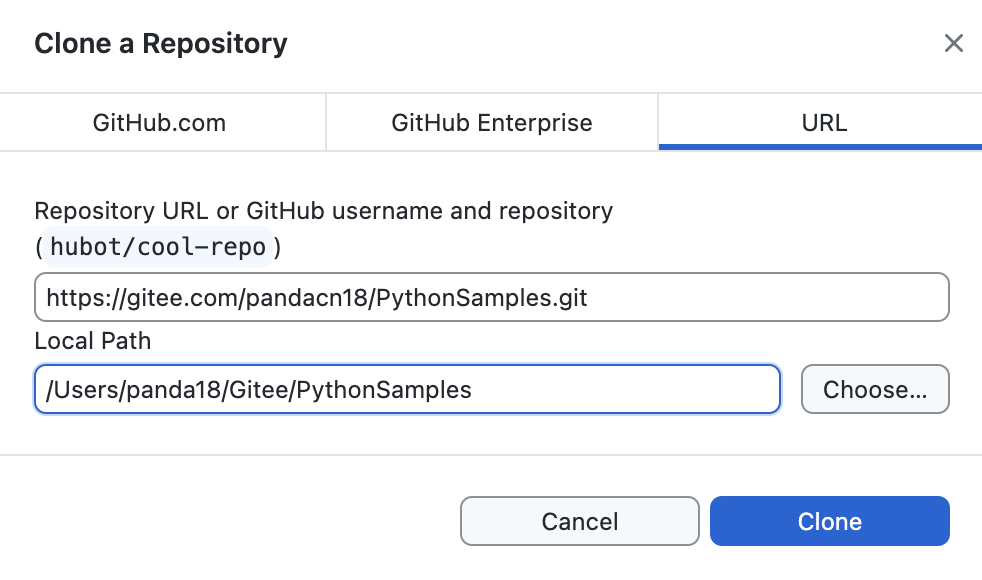 Clone a Repository
GitHub.com
GitHub Enterprise
URL
Repository URL or GitHub username and repository
(hubot/cool-repo)
https://gitee.com/pandacn18/PythonSamples.git
Local Path
/Users/panda18/Gitee/PythonSamples
Choose...
Cancel
Clone